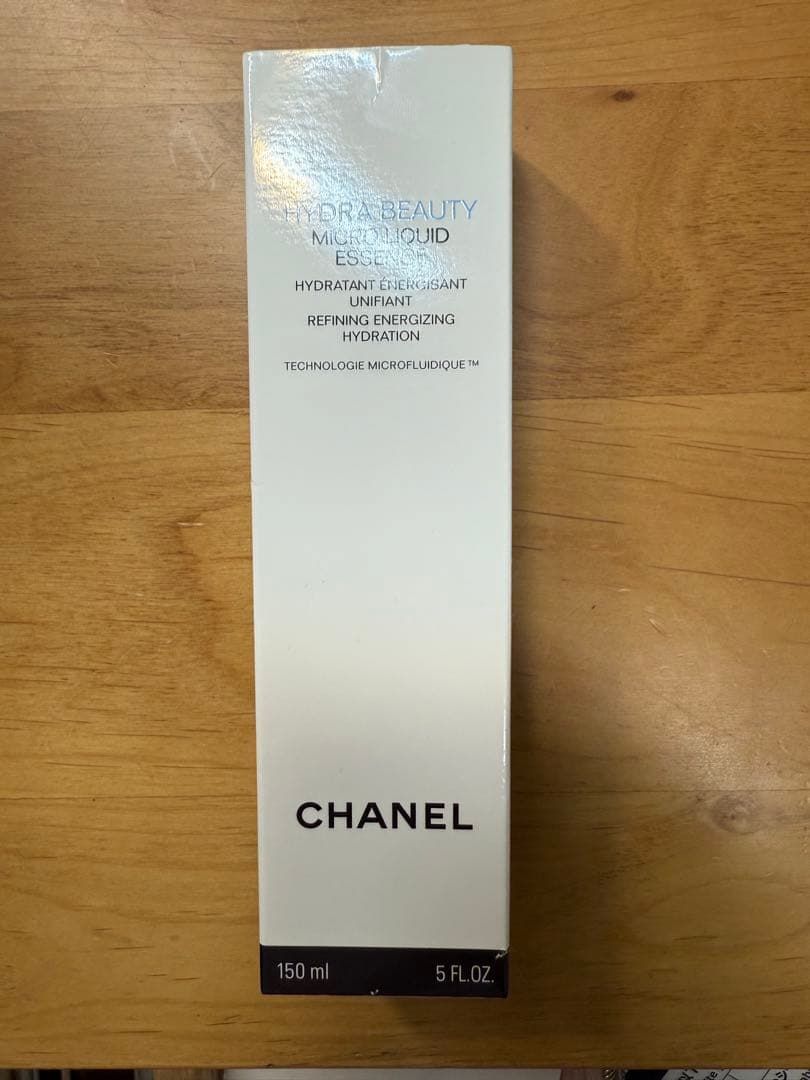 HYDRA BEAUTY
MICRO LIQUID
ESSENCE
HYDRATANT ÉNERGISANT
UNIFIANT
REFINING ENERGIZING
HYDRATION
TECHNOLOGIE MICROFLUIDIQUE™
CHANEL
150 ml 5 FL.OZ.